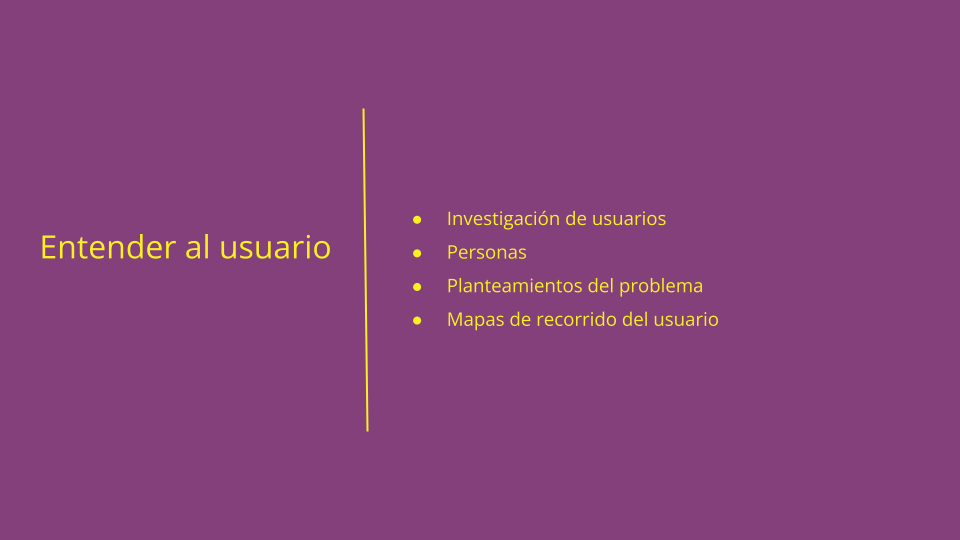 Entender al usuario
● Investigación de usuarios
● Personas
● Planteamientos del problema
● Mapas de recorrido del usuario